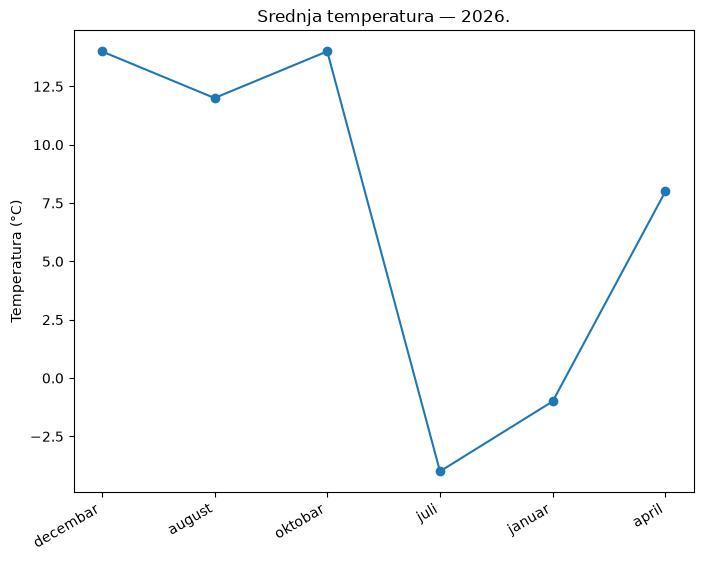 Srednja temperatura — 2026.
Temperatura (°C)
12.5
10.0
7.5
5.0
2.5
0.0
−2.5
decembar
august
oktobar
juli
januar
april